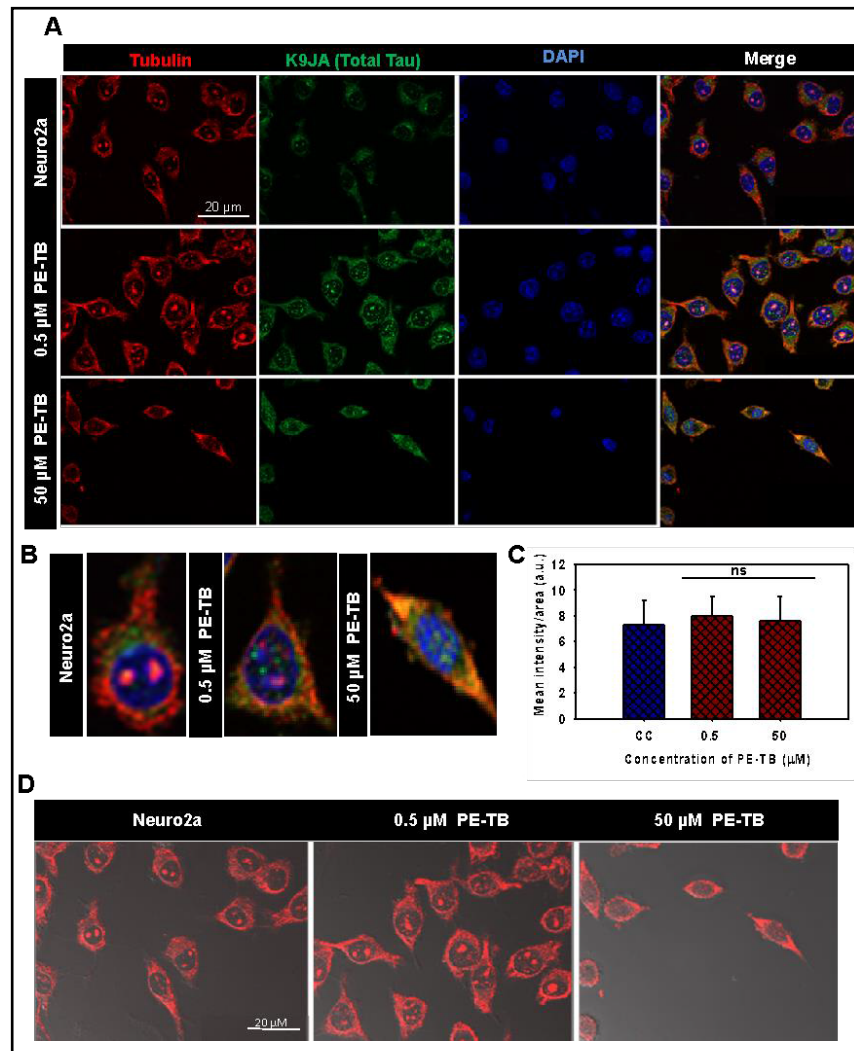 A
Tubulin
K9JA (Total Tau)
DAPI
Merge
Neuro2a
20 µm
0.5 µM PE-TB
50 µM PE-TB
B
Neuro2a
0.5 µM PE-TB
50 µM PE-TB
C
Mean intensity/area (a.u.)
12
10
8
6
4
2
0
ns
CC
0.5
50
Concentration of PE-TB (µM)
D
Neuro2a
0.5 µM PE-TB
50 µM PE-TB
20 µM